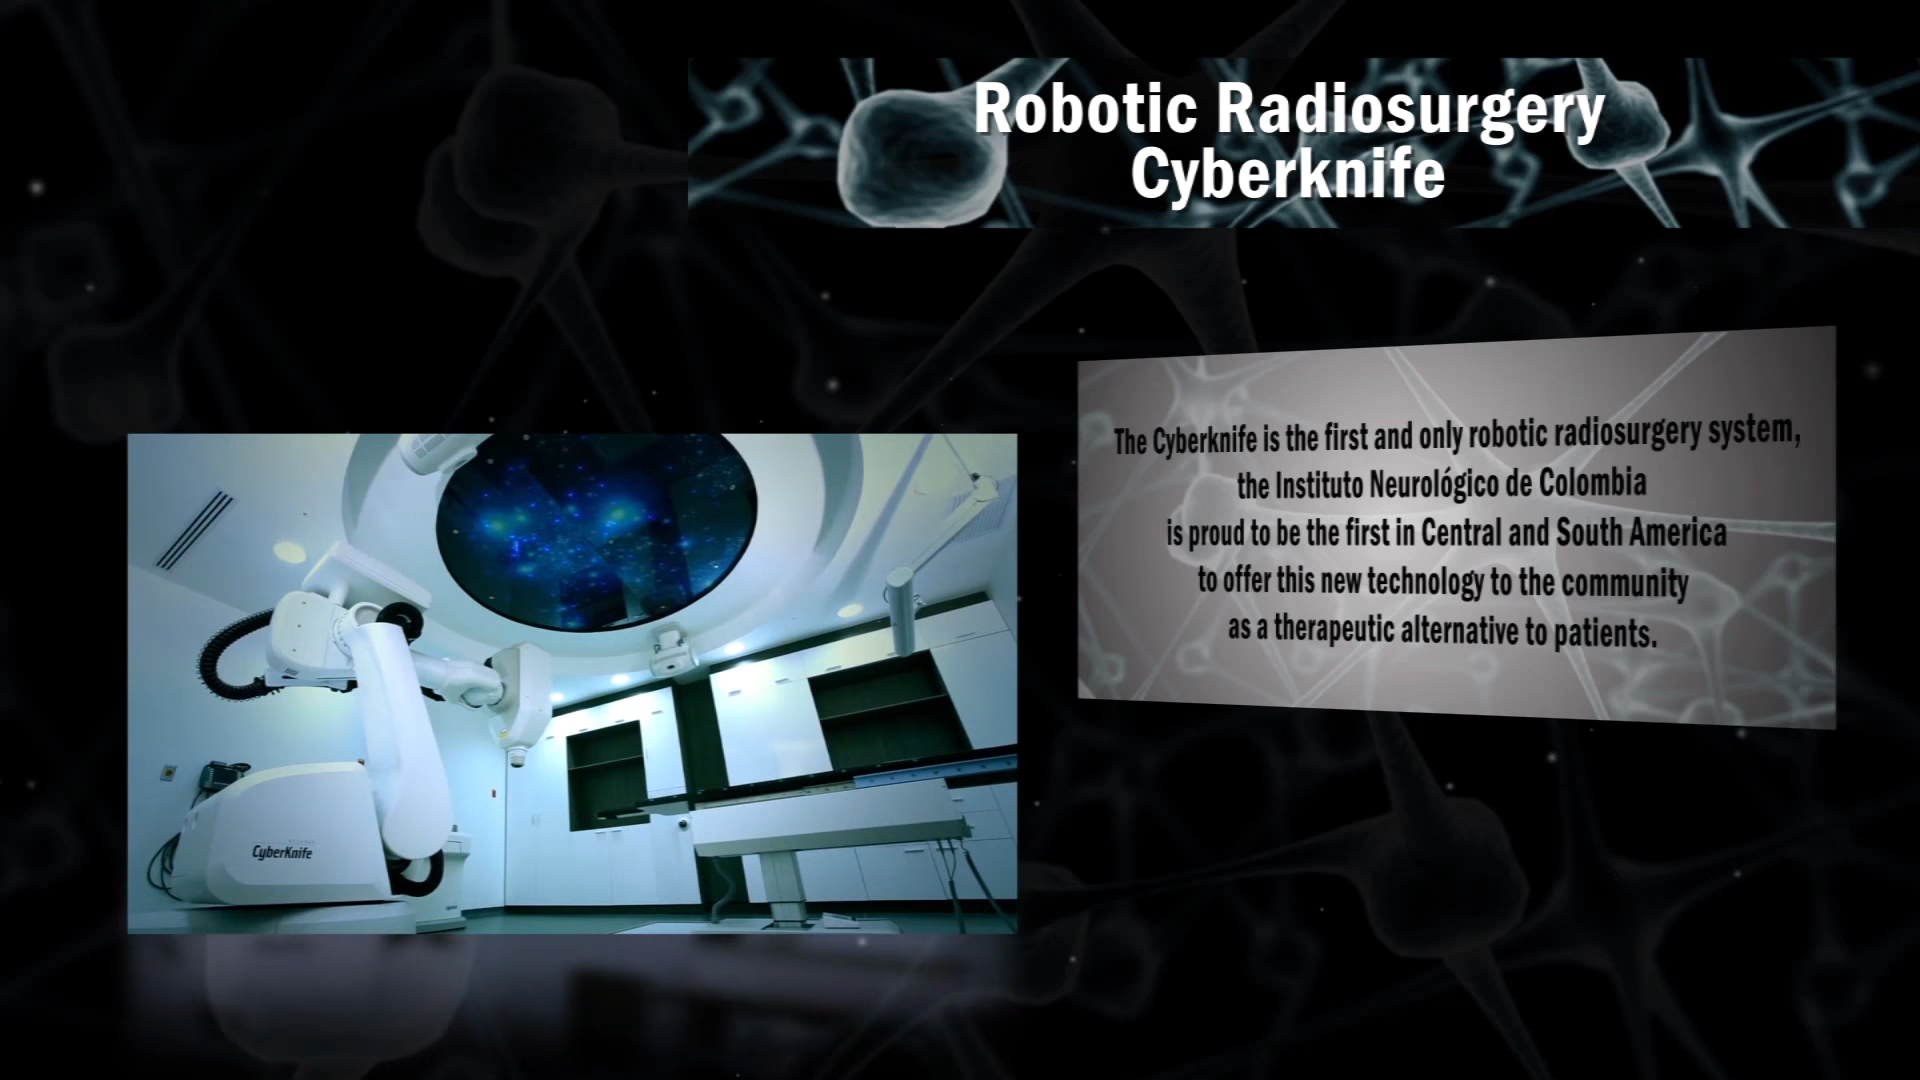 Robotic Radiosurgery
Cyberknife
The Cyberknife is the first and only robotic radiosurgery system,
the Instituto Neurológico de Colombia
is proud to be the first in Central and South America
to offer this new technology to the community
as a therapeutic alternative to patients.
CyberKnife